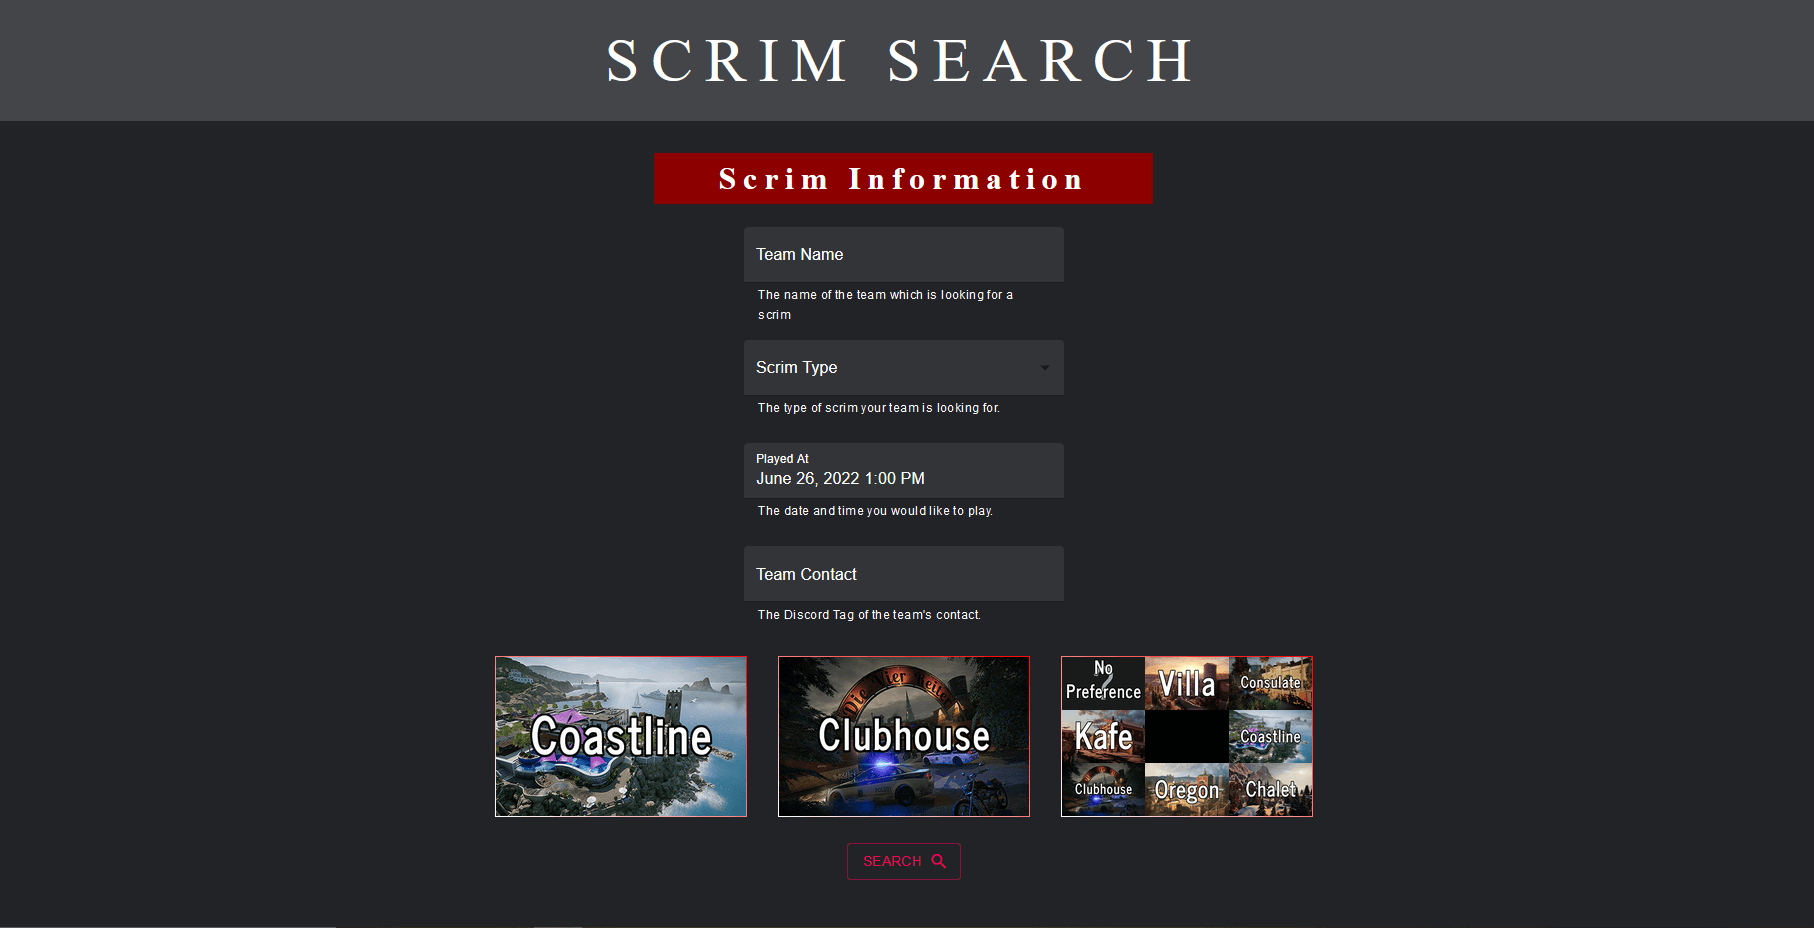 SCRIM SEARCH
Scrim Information
Team Name
The name of the team which is looking for a
scrim
Scrim Type
The type of scrim your team is looking for.
Played At
June 26, 2022 1:00 PM
The date and time you would like to play.
Team Contact
The Discord Tag of the team's contact.
Coastline
Die Vier Reiter
Clubhouse
No
Preference
Villa
Consulate
Kafe
Coastline
Clubhouse
Oregon
Chalet
SEARCH